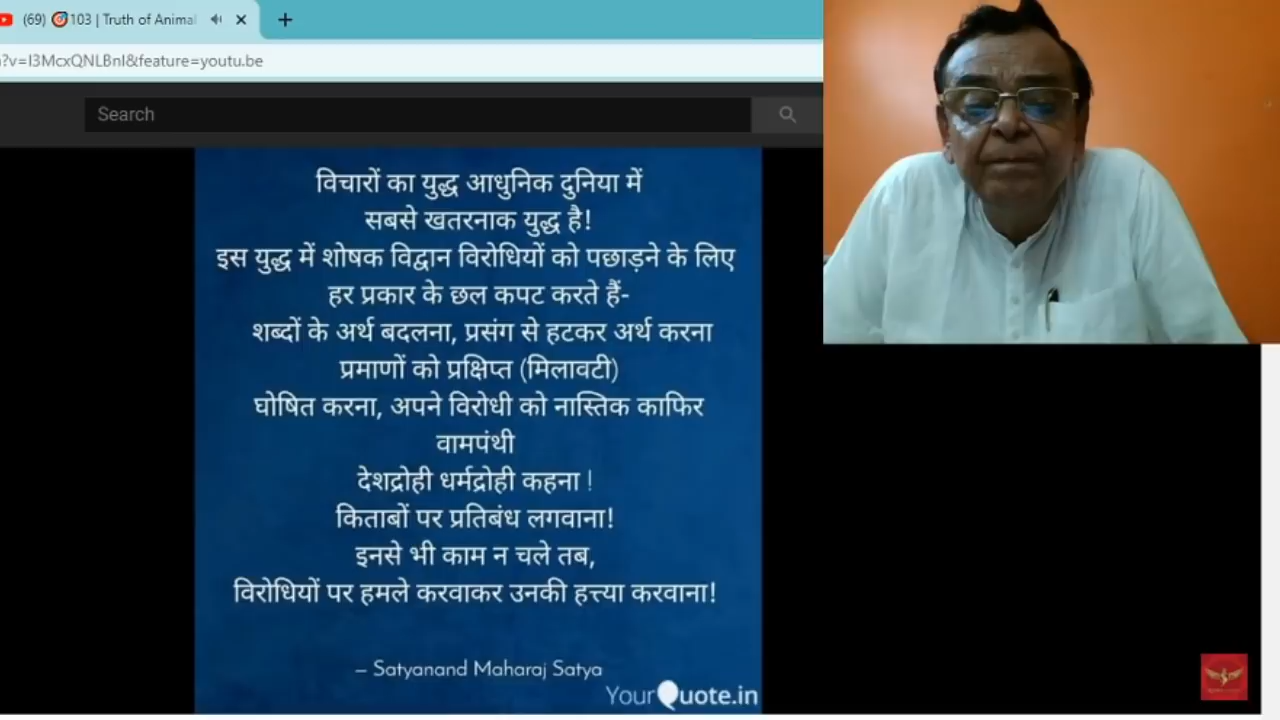 (69) 🎯103 | Truth of Animal
?v=I3McxQNLBnI&feature=youtu.be
Search
विचारों का युद्ध आधुनिक दुनिया में
सबसे खतरनाक युद्ध है!
इस युद्ध में शोषक विद्वान विरोधियों को पछाड़ने के लिए
हर प्रकार के छल कपट करते हैं-
शब्दों के अर्थ बदलना, प्रसंग से हटकर अर्थ करना
प्रमाणों को प्रक्षिप्त (मिलावटी)
घोषित करना, अपने विरोधी को नास्तिक काफिर
वामपंथी
देशद्रोही धर्मद्रोही कहना !
किताबों पर प्रतिबंध लगवाना!
इनसे भी काम न चले तब,
विरोधियों पर हमले करवाकर उनकी हत्त्या करवाना!
– Satyanand Maharaj Satya
YourQuote.in